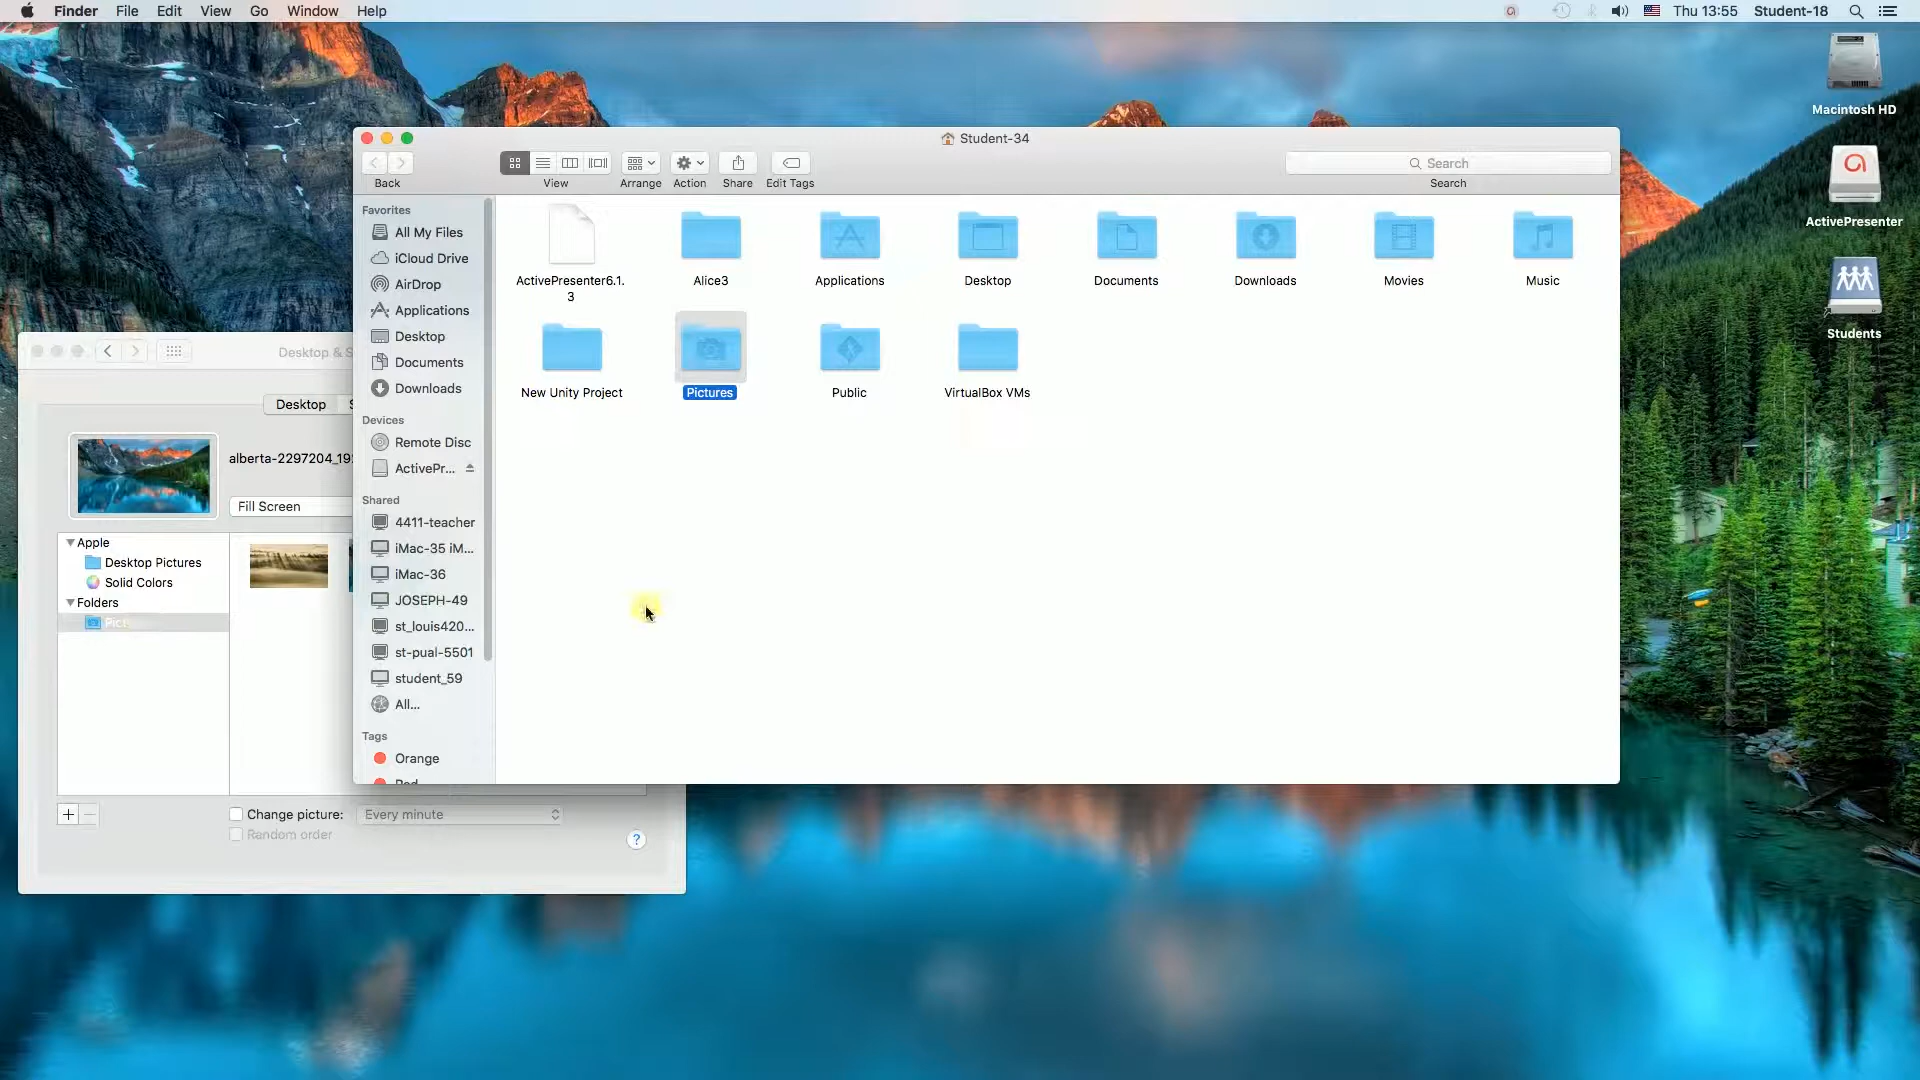 Finder File Edit View Go Window Help
Thu 13:55 Student-18
Macintosh HD
ActivePresenter
Students
Student-34
Back
View
Arrange
Action
Share
Edit Tags
Search
Search
Favorites
All My Files
iCloud Drive
AirDrop
Applications
Desktop
Documents
Downloads
Devices
Remote Disc
ActivePr...
Shared
4411-teacher
iMac-35 iM...
iMac-36
JOSEPH-49
st_louis420...
st-pual-5501
student_59
All...
Tags
Orange
Red
ActivePresenter6.1.
3
Alice3
Applications
Desktop
Documents
Downloads
Movies
Music
New Unity Project
Pictures
Public
VirtualBox VMs
Desktop & S
Desktop S
alberta-2297204_19
Fill Screen
Apple
Desktop Pictures
Solid Colors
Folders
Change picture: Every minute
Random order
?